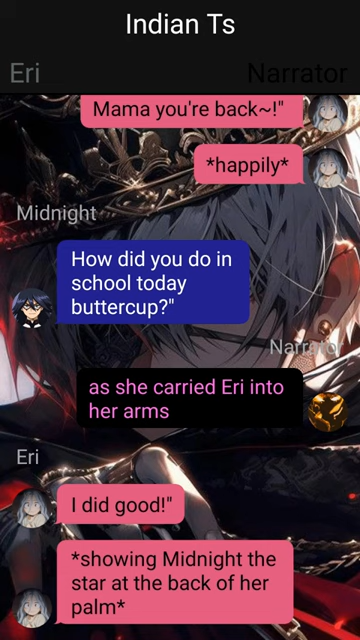 Indian Ts
Eri
Narrator
Mama you're back~!"
*happily*
Midnight
How did you do in
school today
buttercup?"
Narrator
as she carried Eri into
her arms
Eri
I did good!"
*showing Midnight the
star at the back of her
palm*